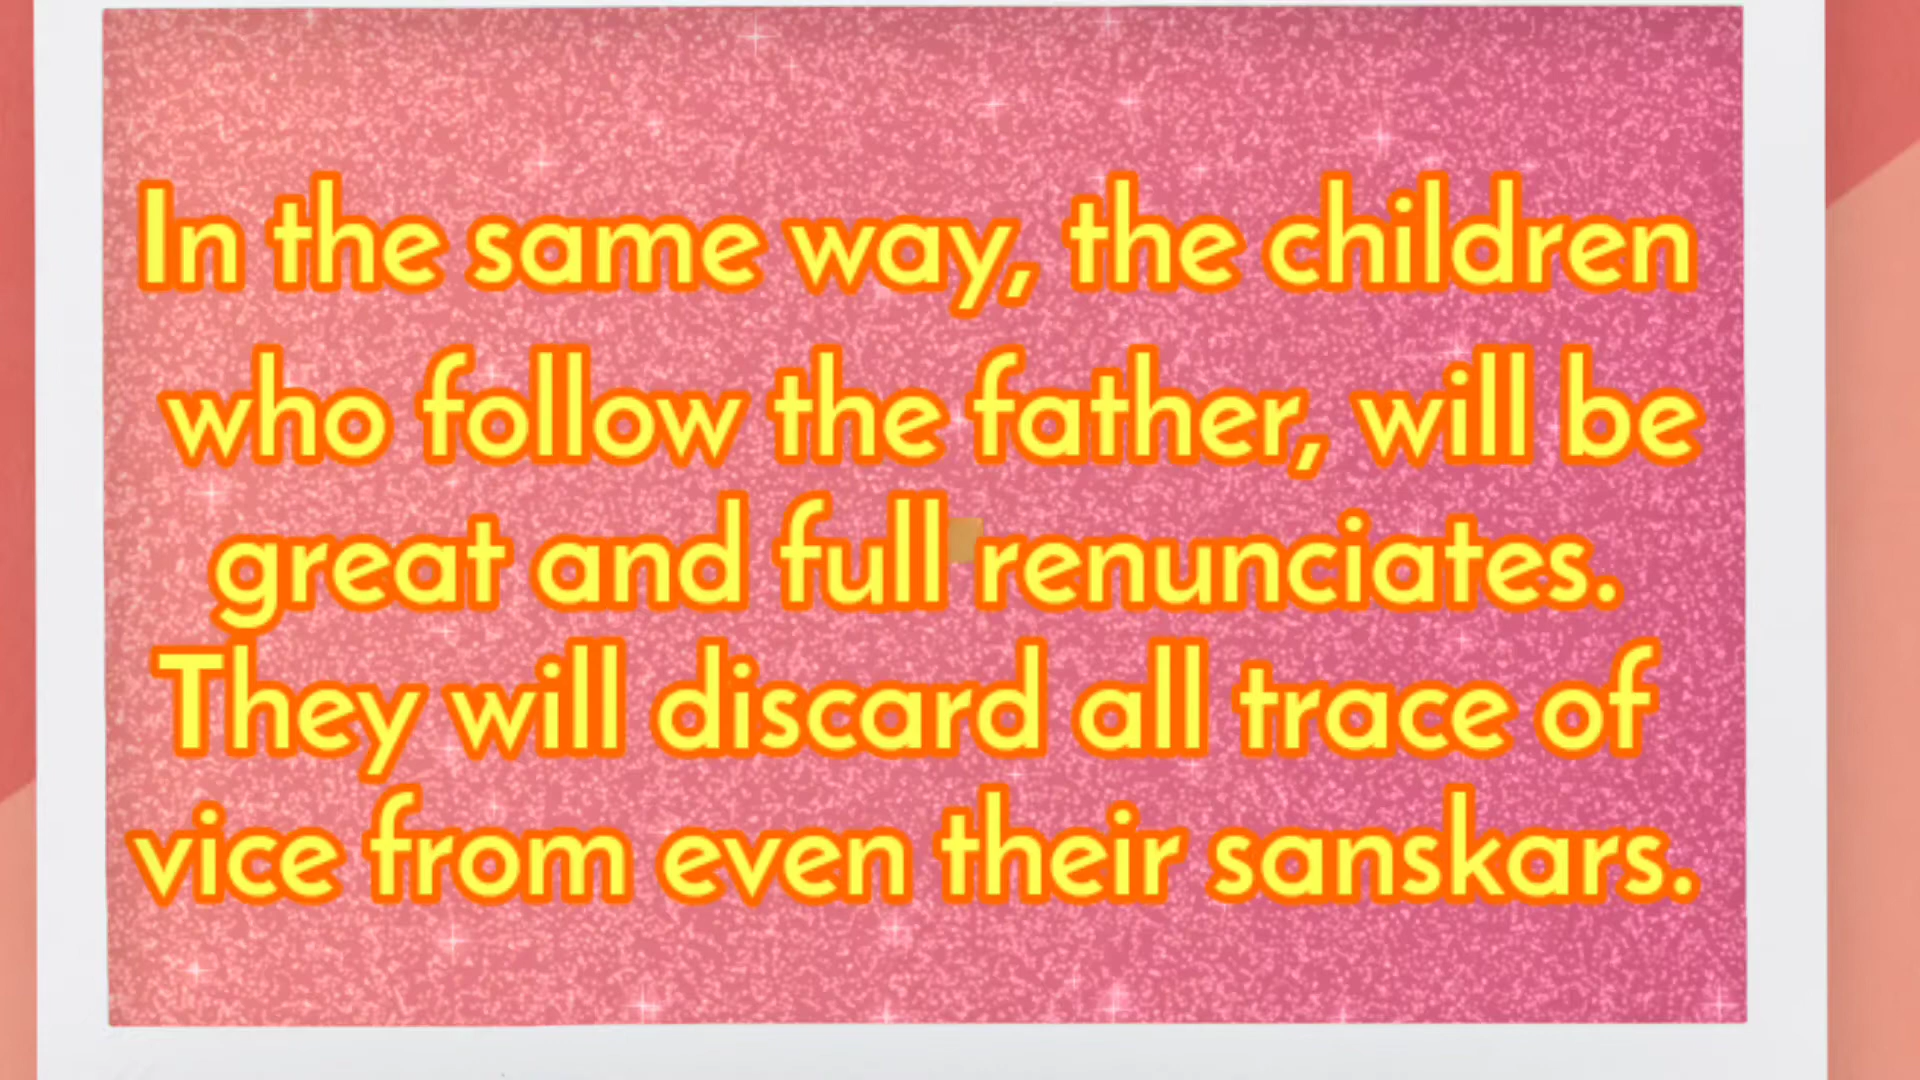 In the same way, the children
who follow the father, will be
great and full renunciates.
They will discard all trace of
vice from even their sanskars.